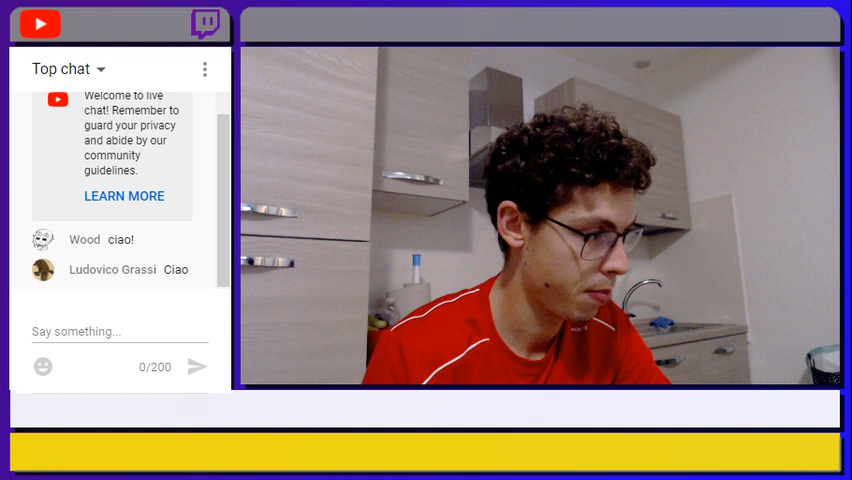 Top chat
Welcome to live
chat! Remember to
guard your privacy
and abide by our
community
guidelines.
LEARN MORE
Wood ciao!
Ludovico Grassi Ciao
Say something...
0/200